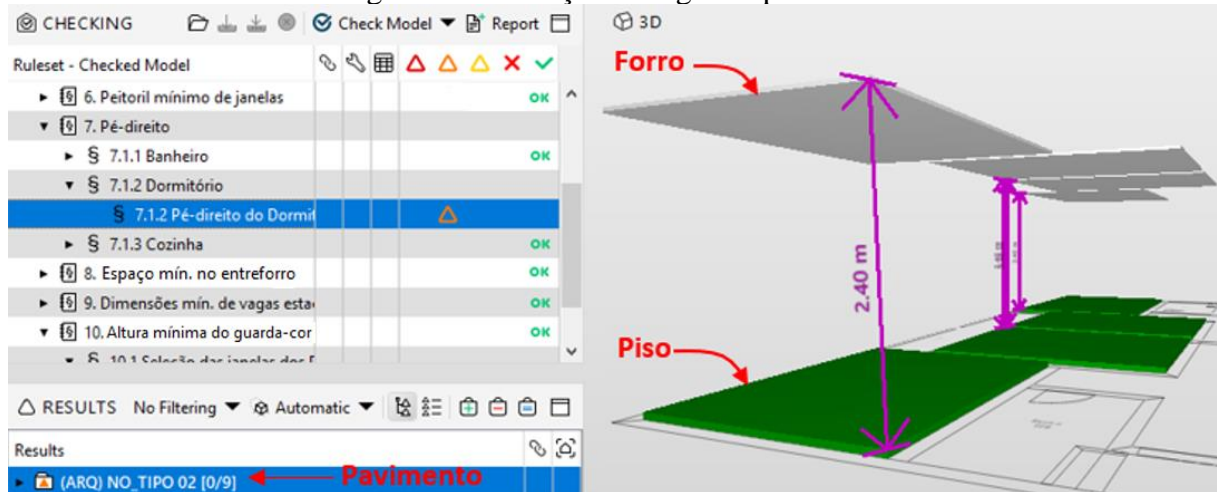 CHECKING
Check Model
Report
Ruleset - Checked Model
6. Peitoril mínimo de janelas
OK
7. Pé-direito
§ 7.1.1 Banheiro
OK
§ 7.1.2 Dormitório
§ 7.1.2 Pé-direito do Dormit
§ 7.1.3 Cozinha
OK
8. Espaço mín. no entreforro
OK
9. Dimensões mín. de vagas esta
OK
10. Altura mínima do guarda-cor
OK
RESULTS No Filtering Automatic
Results
(ARQ) NO_TIPO 02 [0/9]
Pavimento
3D
Forro
2.40 m
Piso